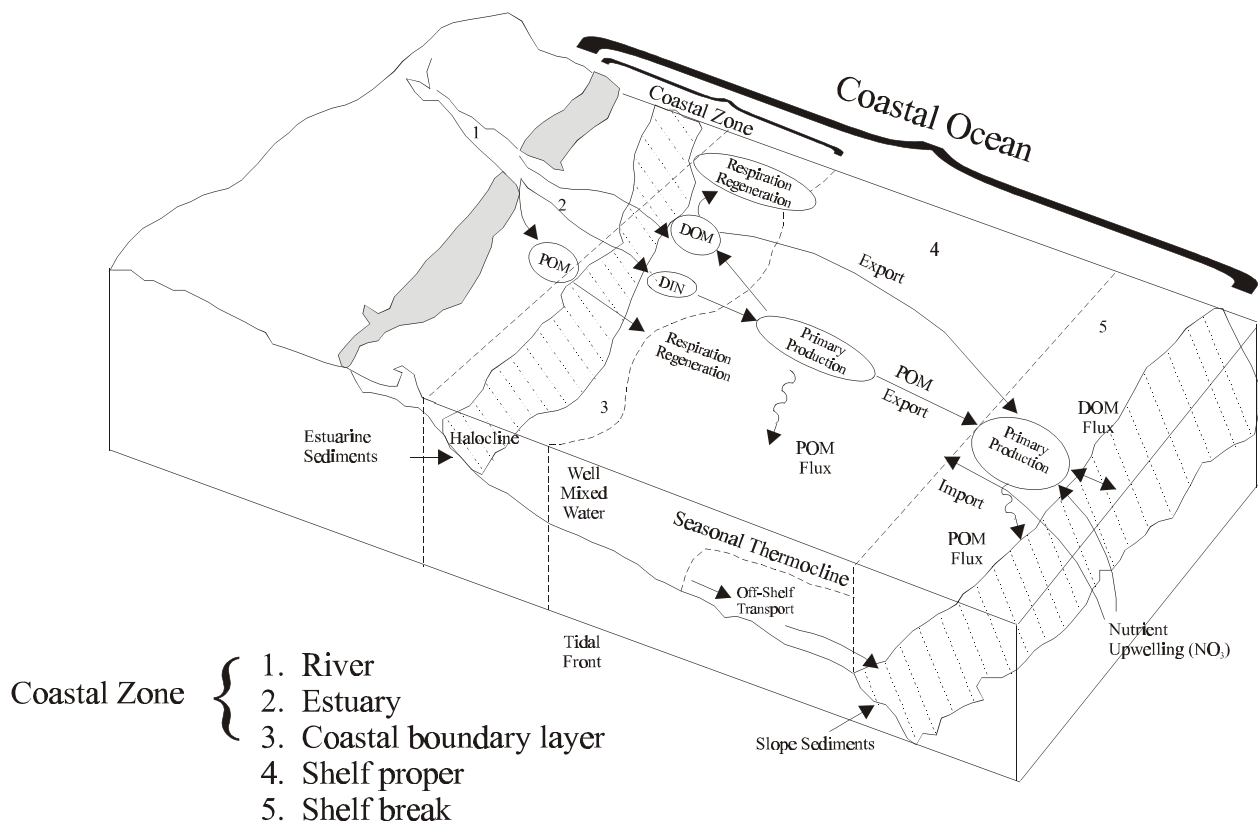 Coastal Ocean
Coastal Zone
1
Respiration
Regeneration
2
DOM
4
POM
Export
DIN
5
Primary
Production
Respiration
Regeneration
POM
Export
DOM
Flux
3
Primary
Production
Estuarine
Sediments
Halocline
POM
Flux
Well
Mixed
Water
Import
Seasonal Thermocline
POM
Flux
Off-Shelf
Transport
Tidal
Front
Nutrient
Upwelling (NO3)
Slope Sediments
Coastal Zone {
1. River
2. Estuary
3. Coastal boundary layer
4. Shelf proper
5. Shelf break